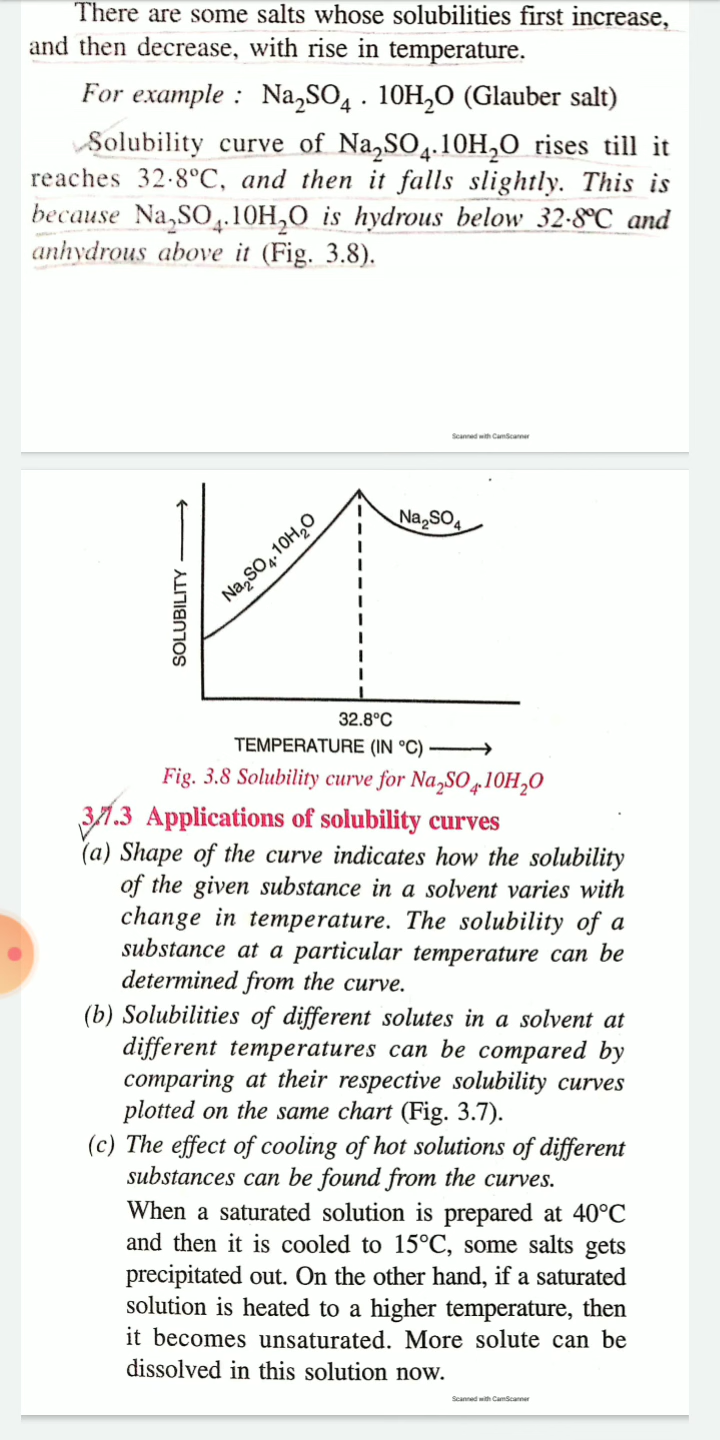 There are some salts whose solubilities first increase,
and then decrease, with rise in temperature.
For example : Na₂SO₄ . 10H₂O (Glauber salt)
Solubility curve of Na₂SO₄.10H₂O rises till it
reaches 32·8°C, and then it falls slightly. This is
because Na₂SO₄.10H₂O is hydrous below 32·8°C and
anhydrous above it (Fig. 3.8).
Scanned with CamScanner
SOLUBILITY
Na₂SO₄.10H₂O
Na₂SO₄
32.8°C
TEMPERATURE (IN °C)
Fig. 3.8 Solubility curve for Na₂SO₄.10H₂O
3.7.3 Applications of solubility curves
(a) Shape of the curve indicates how the solubility
of the given substance in a solvent varies with
change in temperature. The solubility of a
substance at a particular temperature can be
determined from the curve.
(b) Solubilities of different solutes in a solvent at
different temperatures can be compared by
comparing at their respective solubility curves
plotted on the same chart (Fig. 3.7).
(c) The effect of cooling of hot solutions of different
substances can be found from the curves.
When a saturated solution is prepared at 40°C
and then it is cooled to 15°C, some salts gets
precipitated out. On the other hand, if a saturated
solution is heated to a higher temperature, then
it becomes unsaturated. More solute can be
dissolved in this solution now.
Scanned with CamScanner